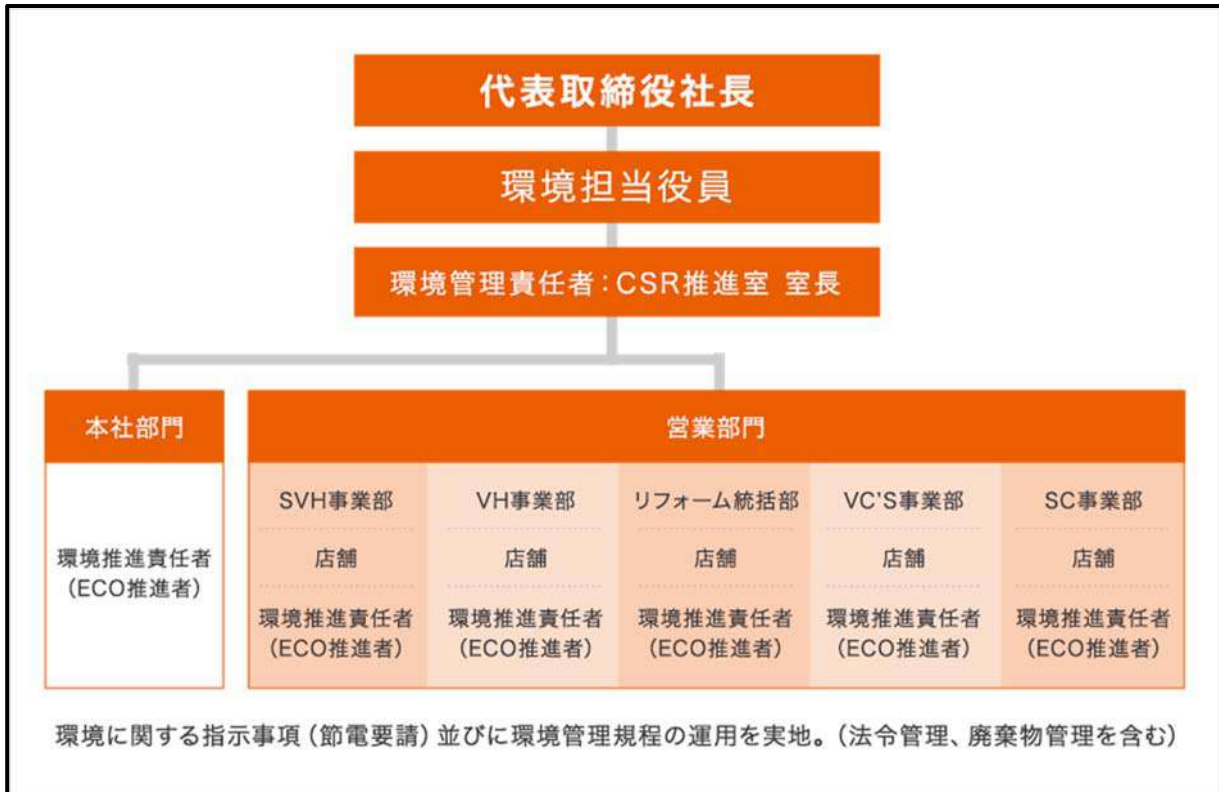 代表取締役社長
環境担当役員
環境管理責任者：CSR推進室 室長
本社部門
営業部門
環境推進責任者
（ECO推進者）
SVH事業部
VH事業部
リフォーム統括部
VC'S事業部
SC事業部
店舗
店舗
店舗
店舗
店舗
環境推進責任者
（ECO推進者）
環境推進責任者
（ECO推進者）
環境推進責任者
（ECO推進者）
環境推進責任者
（ECO推進者）
環境推進責任者
（ECO推進者）
環境に関する指示事項（節電要請）並びに環境管理規程の運用を実地。（法令管理、廃棄物管理を含む）